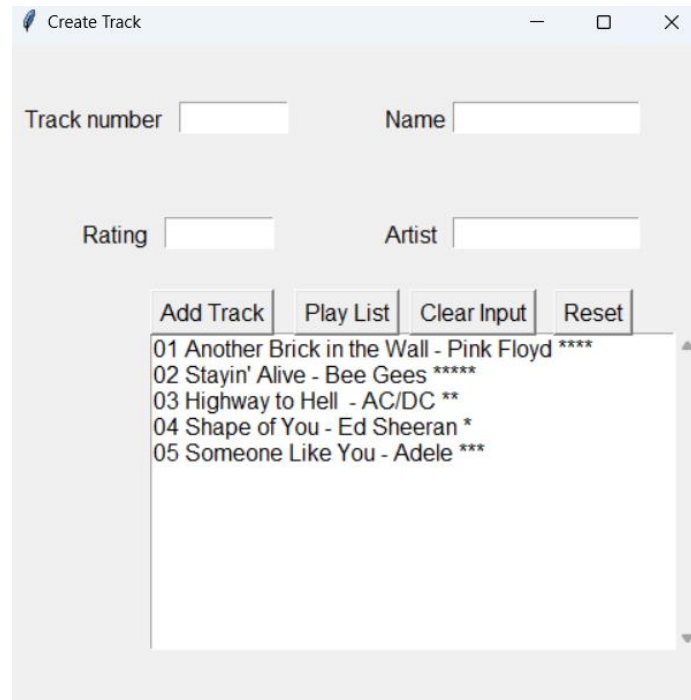 Create Track
Track number Name
Rating Artist
Add Track Play List Clear Input Reset
01 Another Brick in the Wall - Pink Floyd ****
02 Stayin' Alive - Bee Gees *****
03 Highway to Hell  - AC/DC **
04 Shape of You - Ed Sheeran *
05 Someone Like You - Adele ***